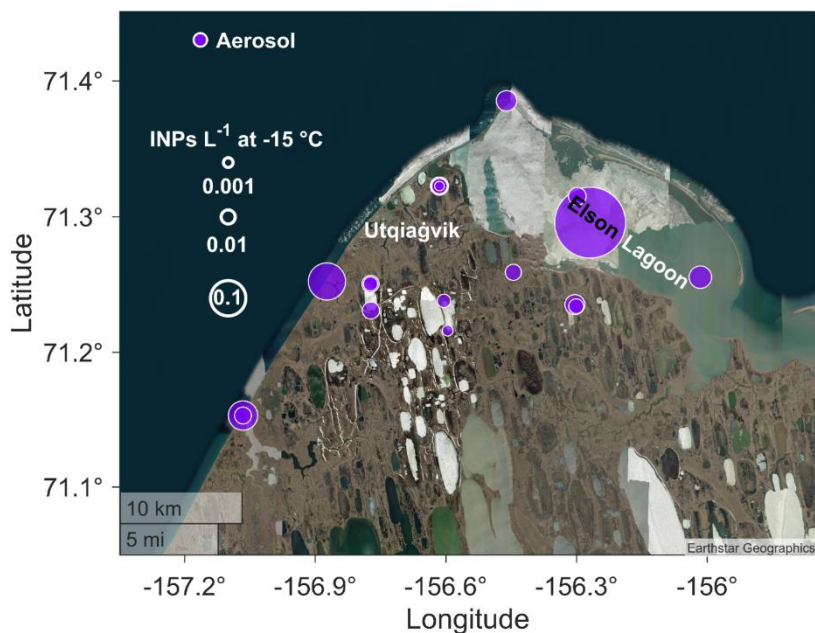 Aerosol
INPs L⁻¹ at -15 °C
0.001
0.01
0.1
Utqiaġvik
Elson Lagoon
71.4°
71.3°
71.2°
71.1°
Latitude
10 km
5 mi
Earthstar Geographics
-157.2° -156.9° -156.6° -156.3° -156°
Longitude